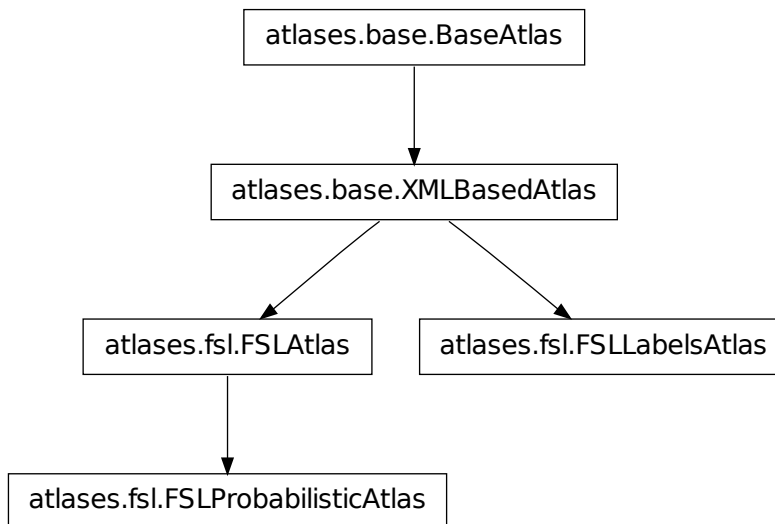 atlases.base.BaseAtlas
atlases.base.XMLBasedAtlas
atlases.fsl.FSLAtlas
atlases.fsl.FSLLabelsAtlas
atlases.fsl.FSLProbabilisticAtlas